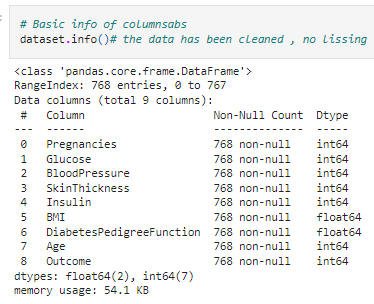 # Basic info of columnsabs
dataset.info()# the data has been cleaned , no lissing
<class 'pandas.core.frame.DataFrame'>
RangeIndex: 768 entries, 0 to 767
Data columns (total 9 columns):
 #   Column                    Non-Null Count  Dtype
---  ------                    --------------  -----
 0   Pregnancies               768 non-null    int64
 1   Glucose                   768 non-null    int64
 2   BloodPressure             768 non-null    int64
 3   SkinThickness             768 non-null    int64
 4   Insulin                   768 non-null    int64
 5   BMI                       768 non-null    float64
 6   DiabetesPedigreeFunction  768 non-null    float64
 7   Age                       768 non-null    int64
 8   Outcome                   768 non-null    int64
dtypes: float64(2), int64(7)
memory usage: 54.1 KB